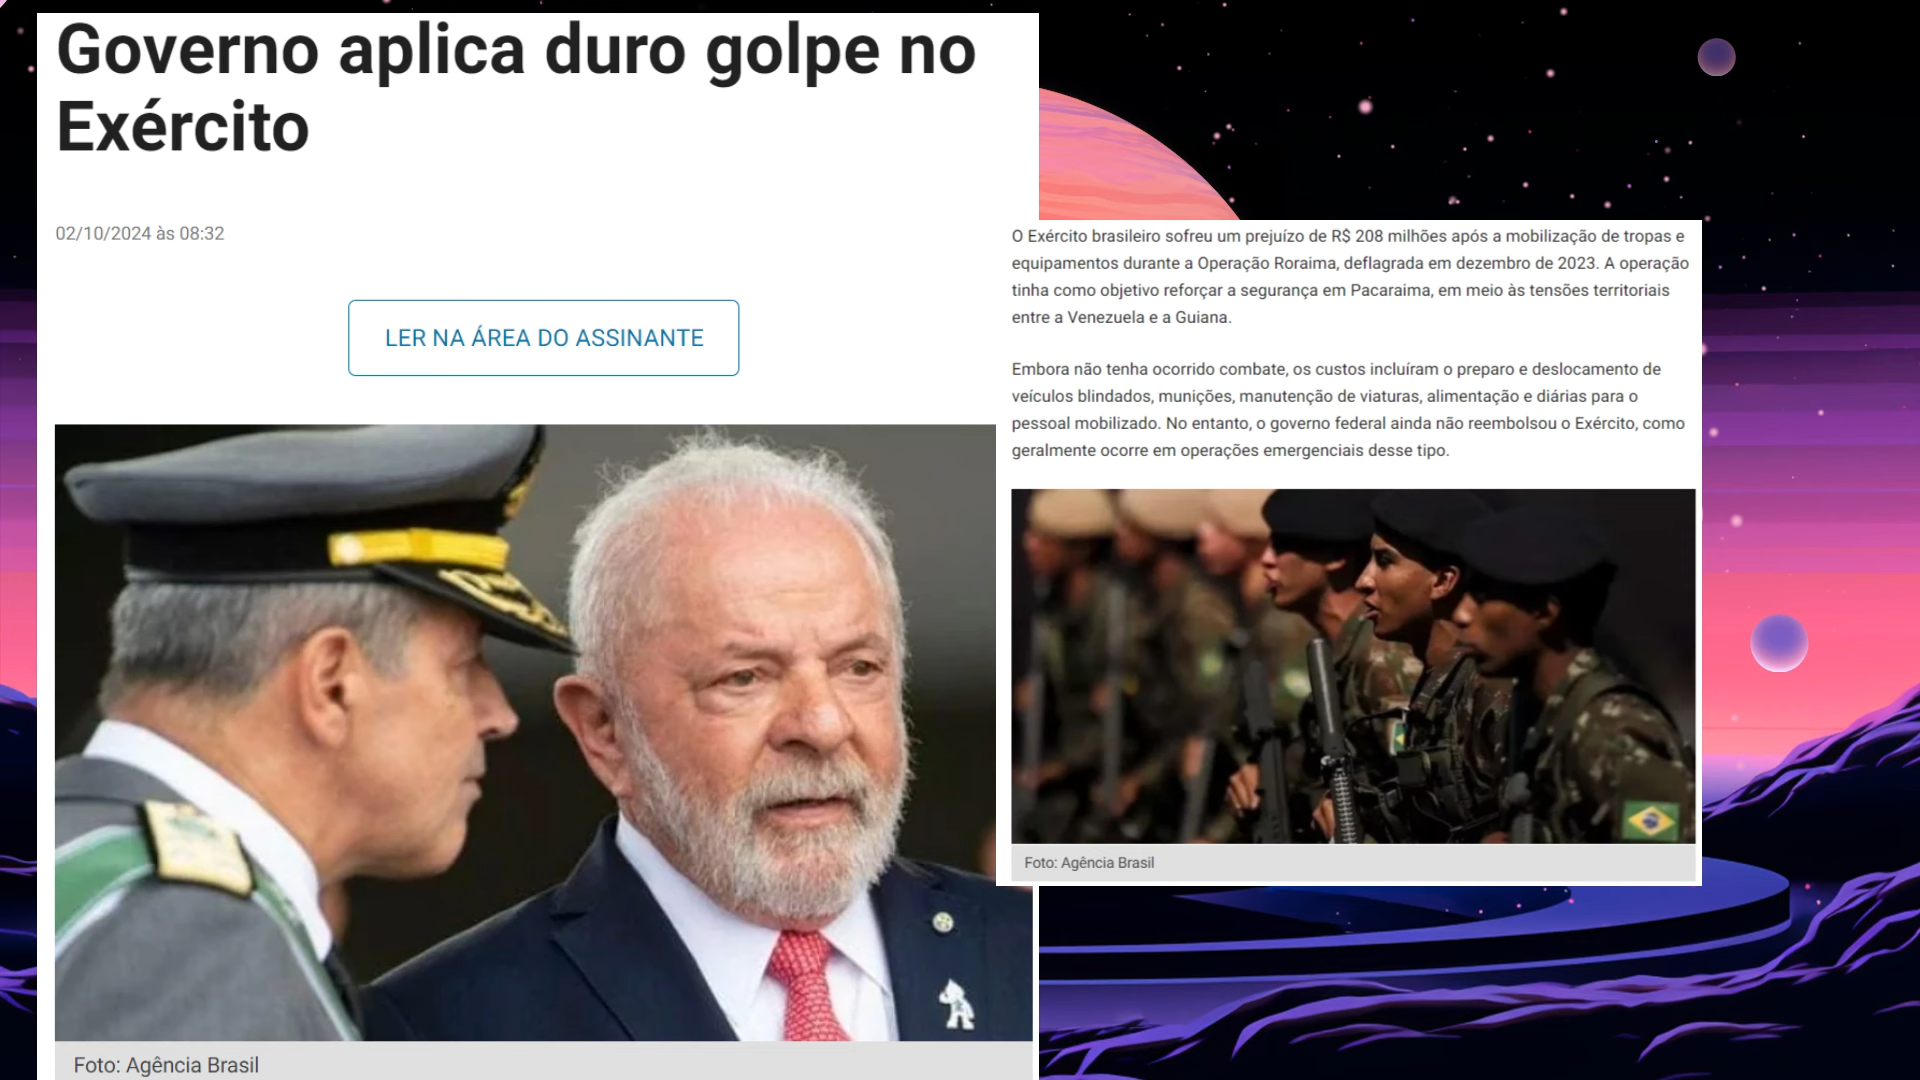 Governo aplica duro golpe no
Exército
02/10/2024 às 08:32
LER NA ÁREA DO ASSINANTE
Foto: Agência Brasil
O Exército brasileiro sofreu um prejuízo de R$ 208 milhões após a mobilização de tropas e
equipamentos durante a Operação Roraima, deflagrada em dezembro de 2023. A operação
tinha como objetivo reforçar a segurança em Pacaraima, em meio às tensões territoriais
entre a Venezuela e a Guiana.
Embora não tenha ocorrido combate, os custos incluíram o preparo e deslocamento de
veículos blindados, munições, manutenção de viaturas, alimentação e diárias para o
pessoal mobilizado. No entanto, o governo federal ainda não reembolsou o Exército, como
geralmente ocorre em operações emergenciais desse tipo.
Foto: Agência Brasil